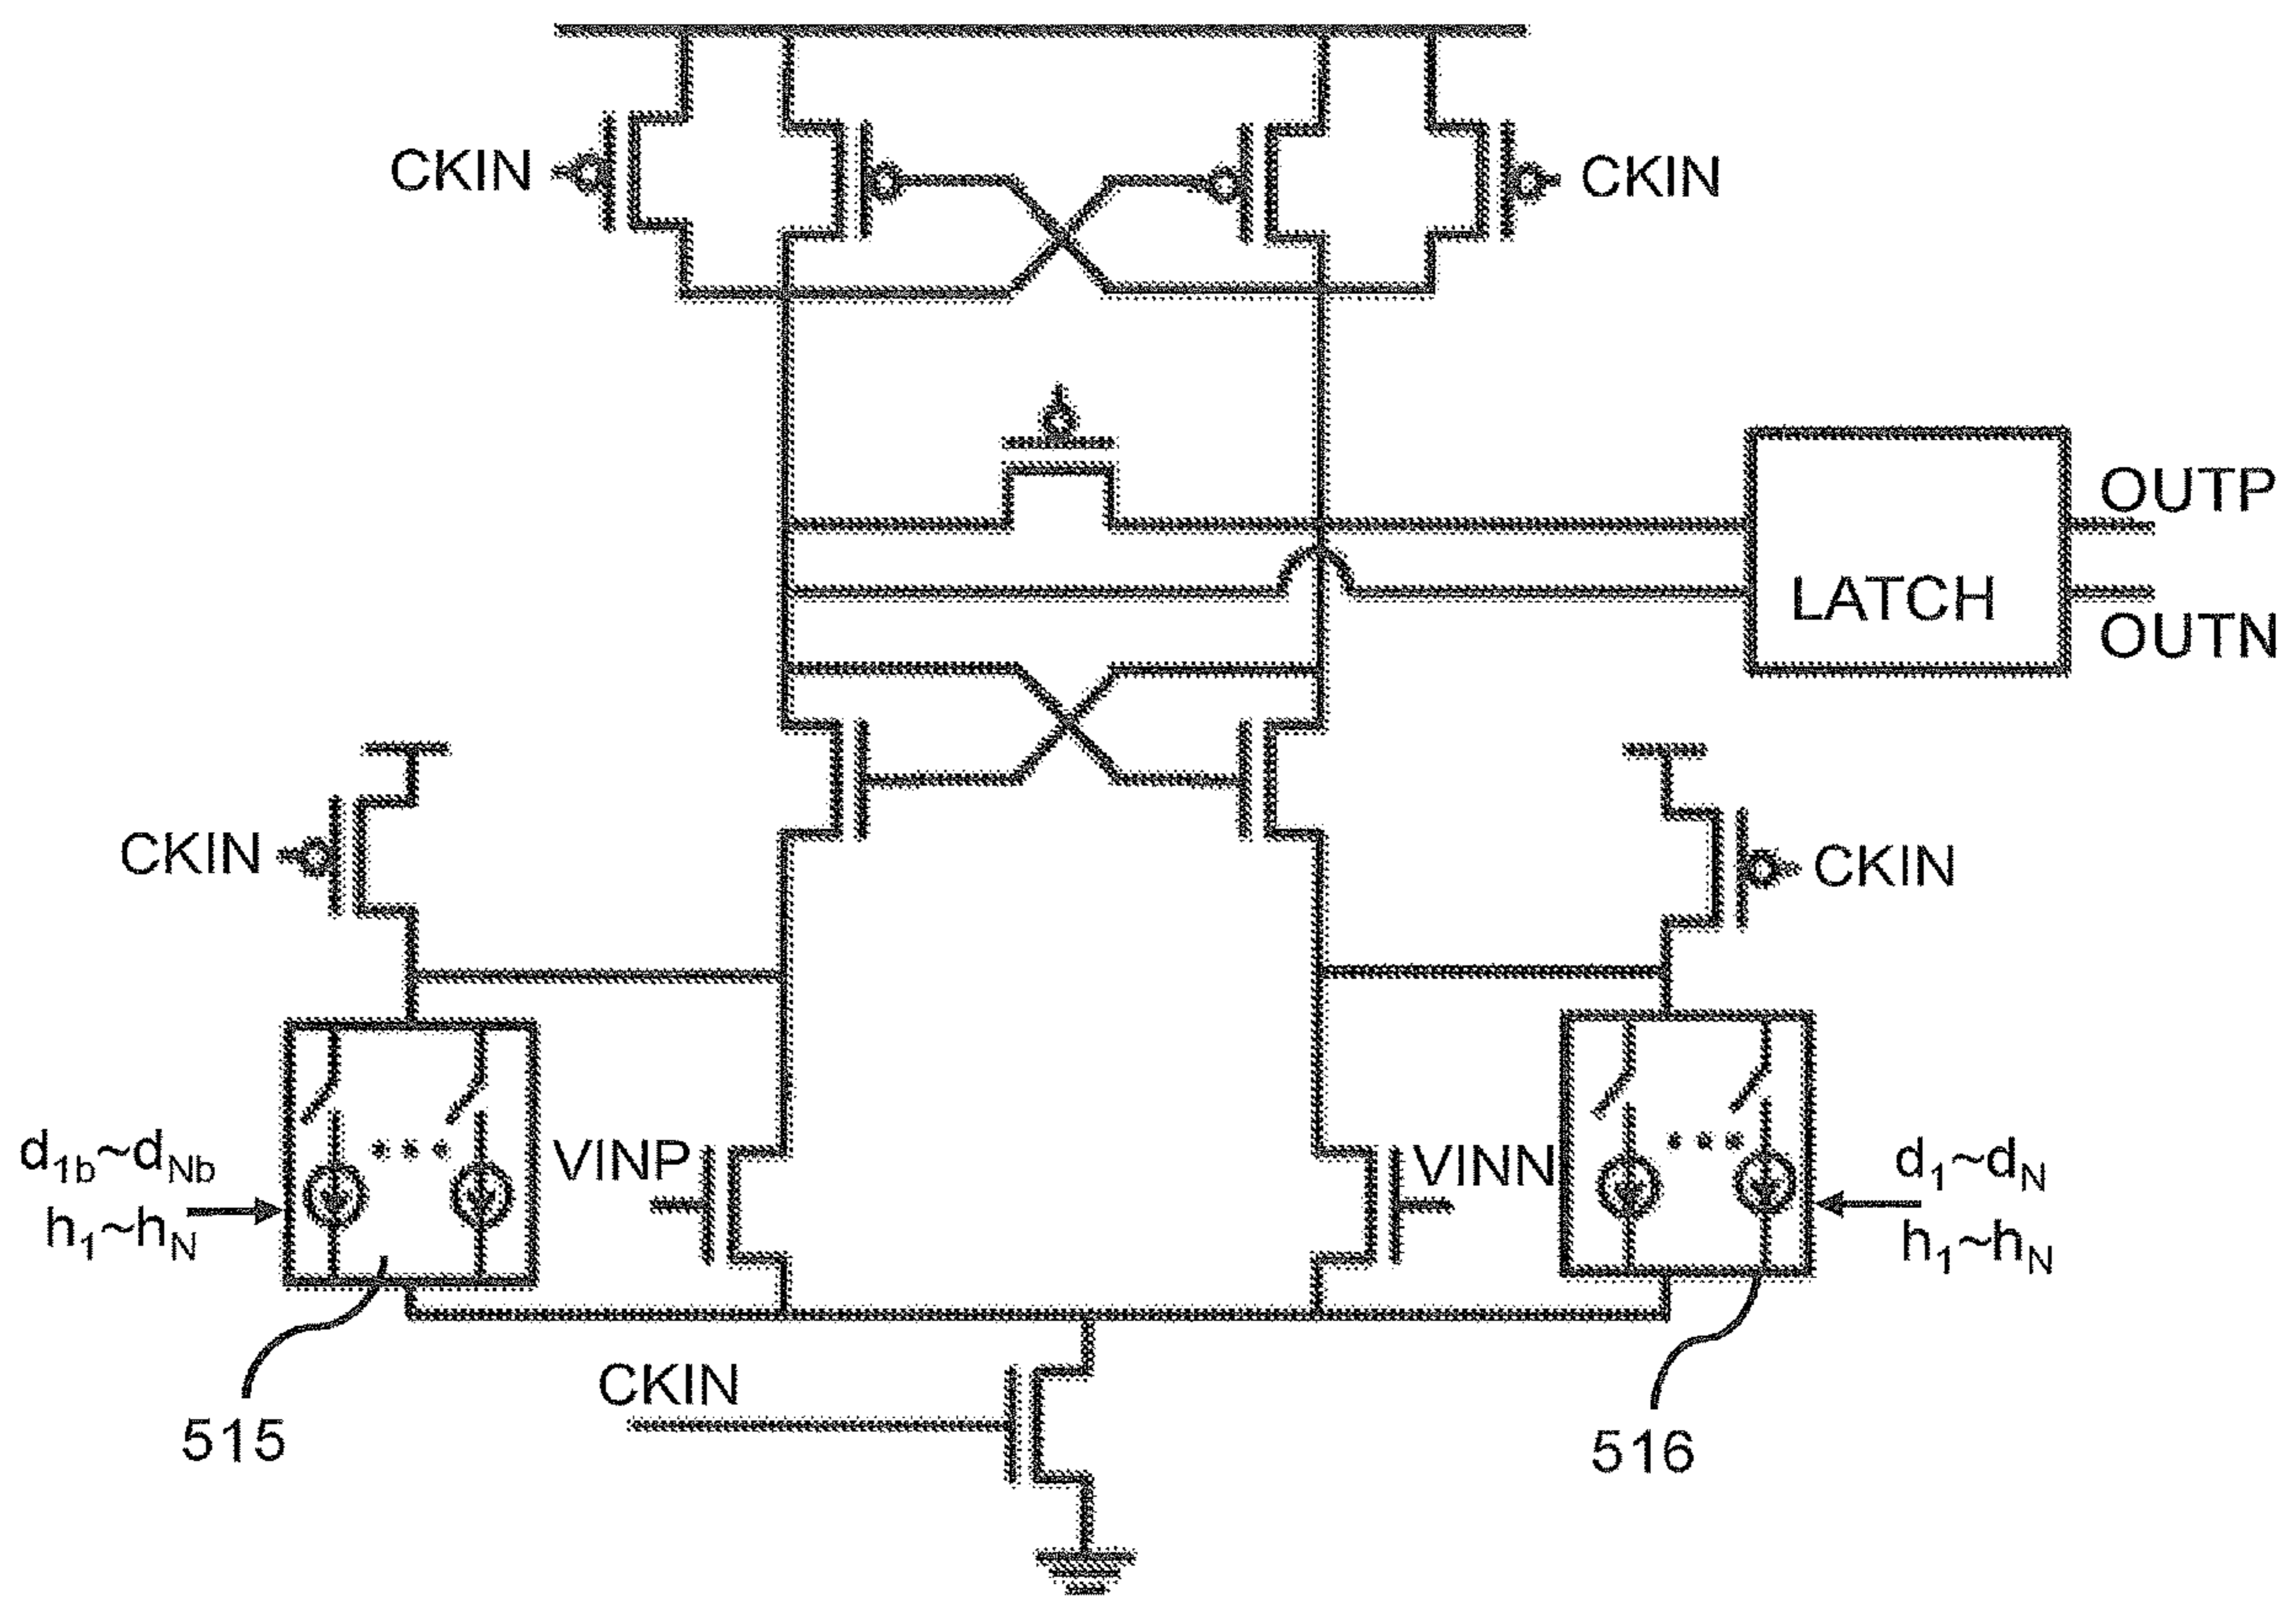 CKIN
CKIN
OUTP
LATCH
OUTN
CKIN
CKIN
d1b~dNb
h1~hN
VINP
VINN
d1~dN
h1~hN
CKIN
515
516